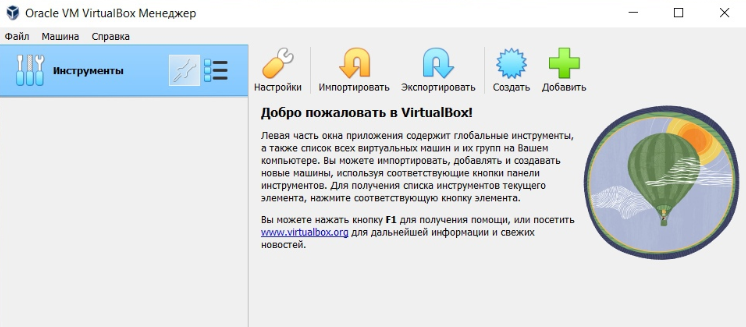 Oracle VM VirtualBox Менеджер
Файл Машина Справка
Инструменты
Настройки Импортировать Экспортировать Создать Добавить
Добро пожаловать в VirtualBox!
Левая часть окна приложения содержит глобальные инструменты,
а также список всех виртуальных машин и их групп на Вашем
компьютере. Вы можете импортировать, добавлять и создавать
новые машины, используя соответствующие кнопки панели
инструментов. Для получения списка инструментов текущего
элемента, нажмите соответствующую кнопку элемента.
Вы можете нажать кнопку F1 для получения помощи, или посетить
www.virtualbox.org для дальнейшей информации и свежих
новостей.